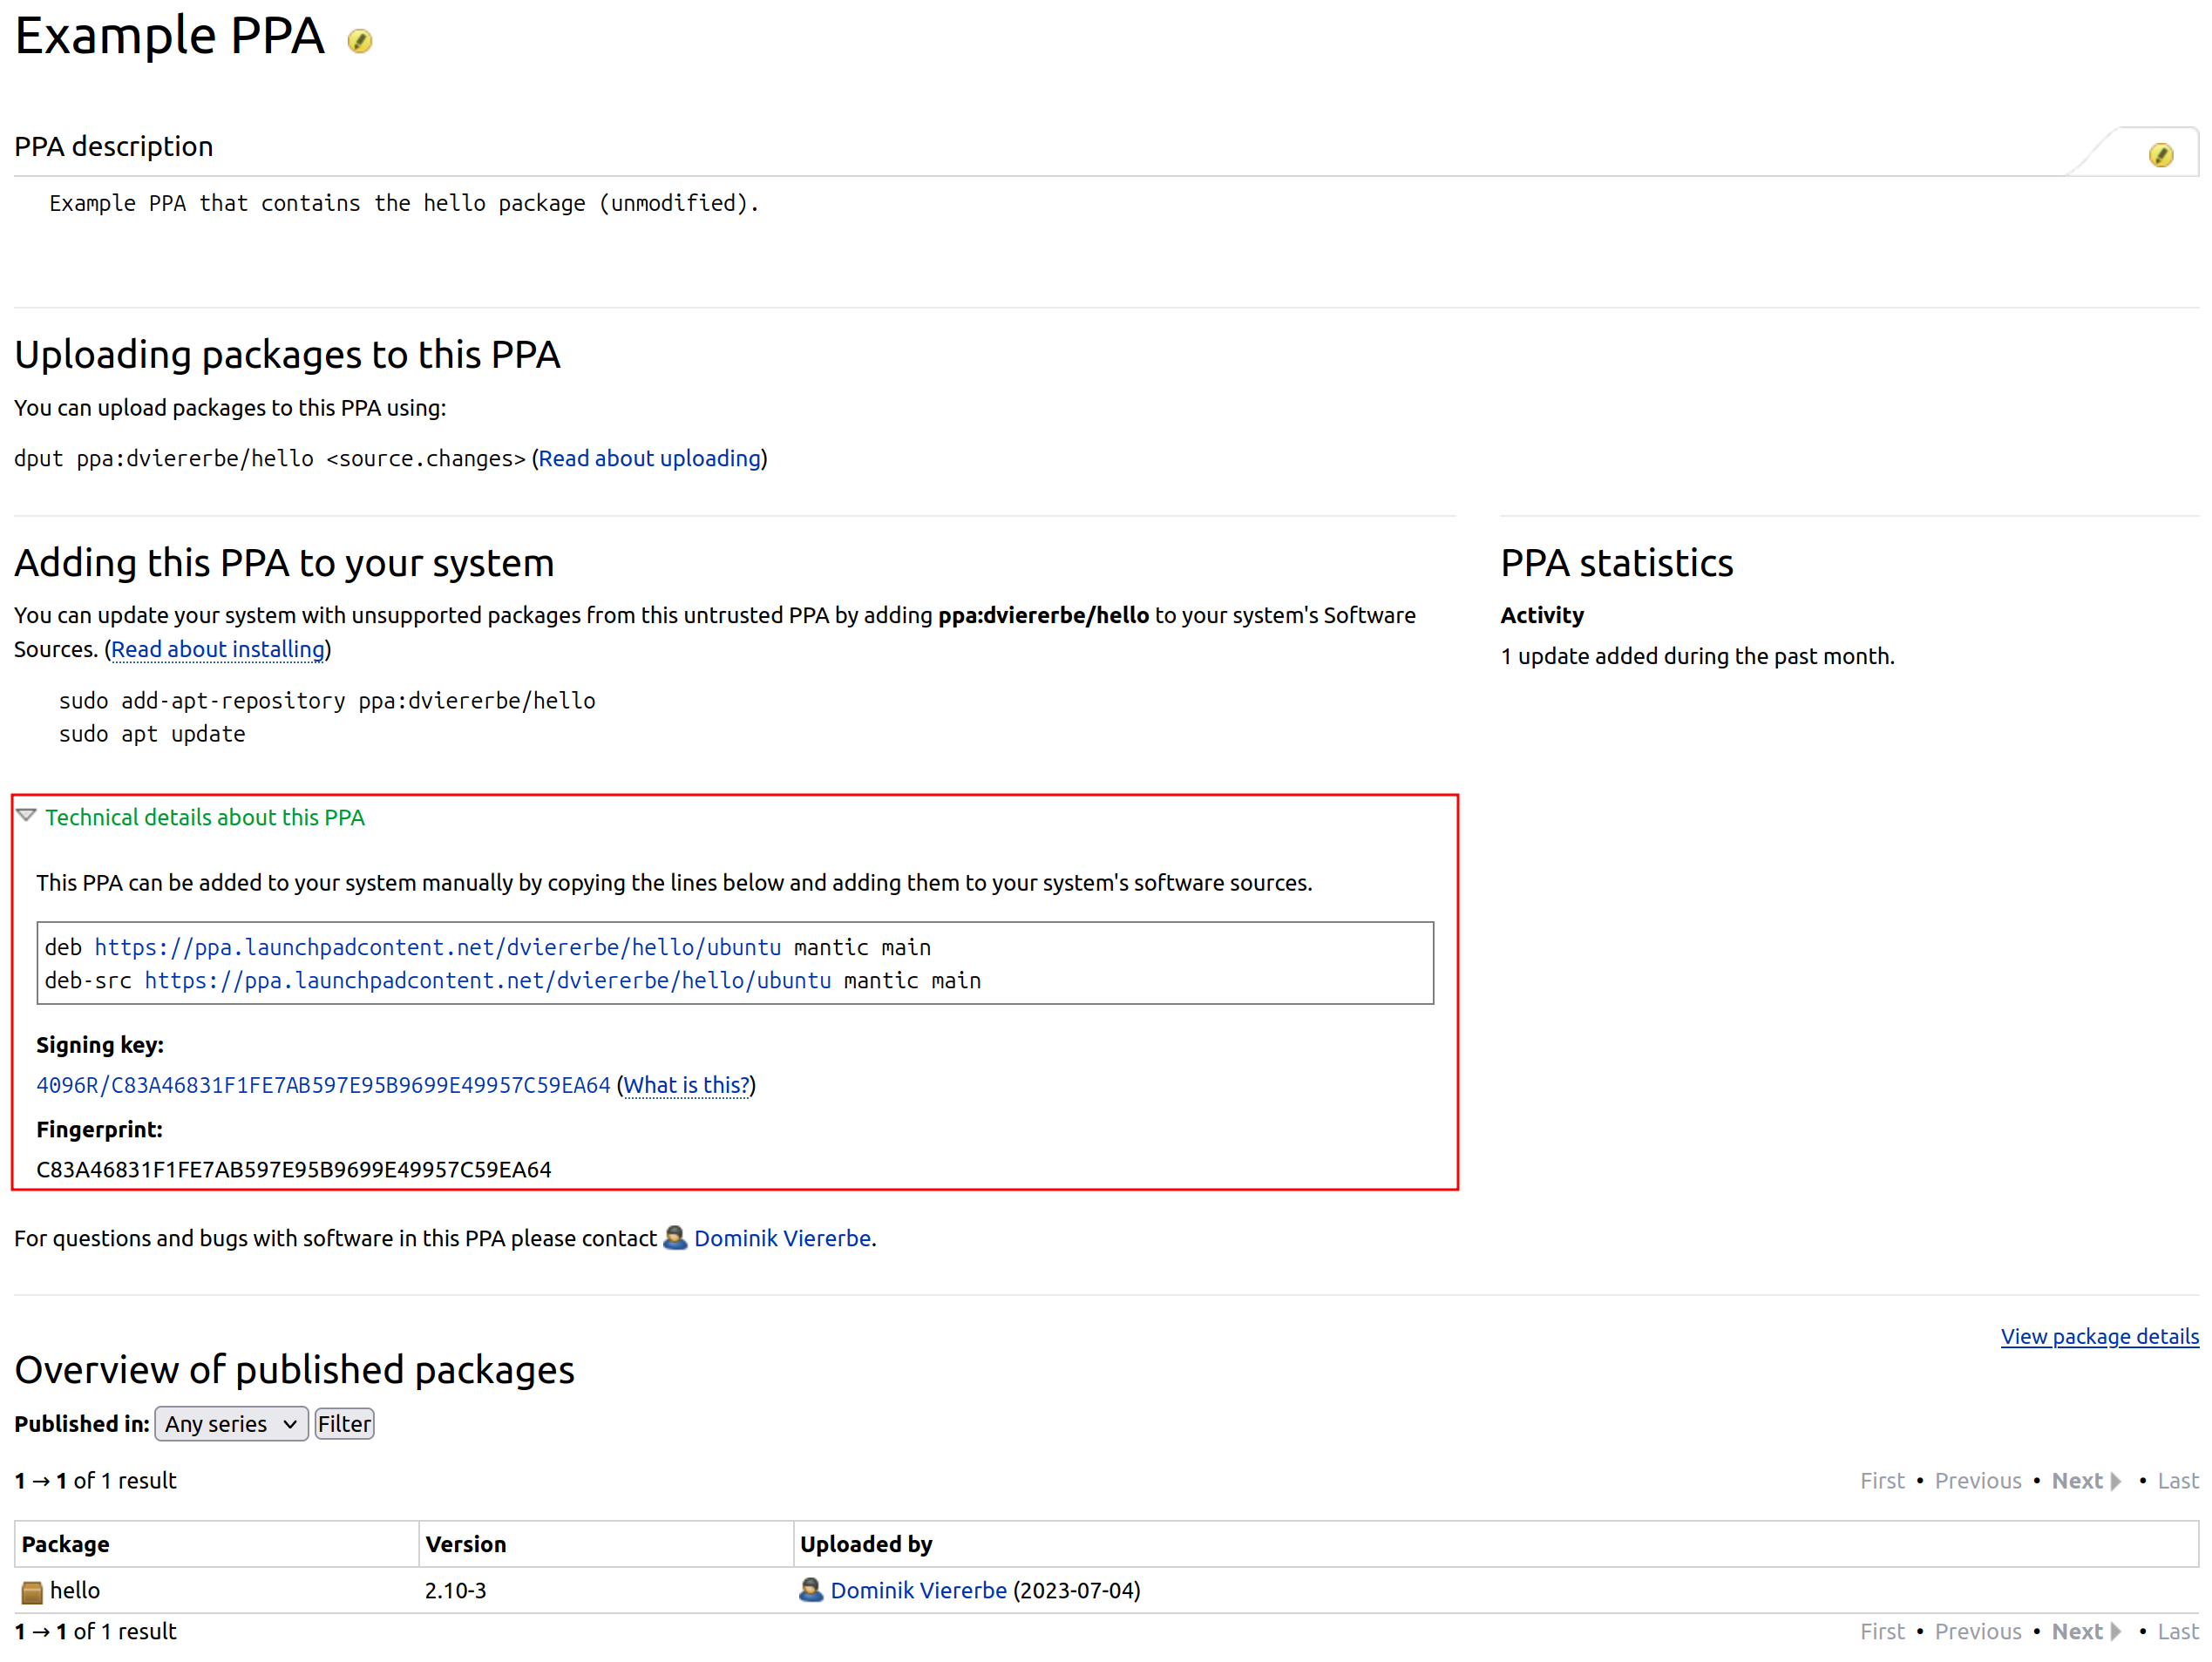 Example PPA
PPA description
Example PPA that contains the hello package (unmodified).
Uploading packages to this PPA
You can upload packages to this PPA using:
dput ppa:dviererbe/hello <source.changes> (Read about uploading)
Adding this PPA to your system
You can update your system with unsupported packages from this untrusted PPA by adding ppa:dviererbe/hello to your system's Software
Sources. (Read about installing)
sudo add-apt-repository ppa:dviererbe/hello
sudo apt update
Technical details about this PPA
This PPA can be added to your system manually by copying the lines below and adding them to your system's software sources.
deb https://ppa.launchpadcontent.net/dviererbe/hello/ubuntu mantic main
deb-src https://ppa.launchpadcontent.net/dviererbe/hello/ubuntu mantic main
Signing key:
4096R/C83A46831F1FE7AB597E95B9699E49957C59EA64 (What is this?)
Fingerprint:
C83A46831F1FE7AB597E95B9699E49957C59EA64
For questions and bugs with software in this PPA please contact Dominik Viererbe.
PPA statistics
Activity
1 update added during the past month.
View package details
Overview of published packages
Published in: Any series Filter
1 → 1 of 1 result
First • Previous • Next • Last
Package Version Uploaded by
hello 2.10-3 Dominik Viererbe (2023-07-04)
1 → 1 of 1 result
First • Previous • Next • Last